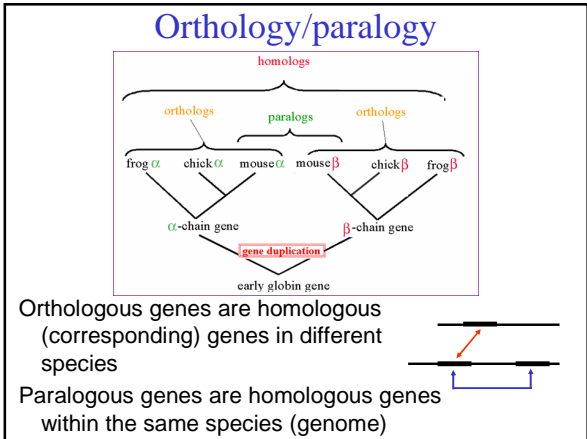 Orthology/paralogy
homologs
orthologs paralogs orthologs
frog α chick α mouse α mouse β chick β frog β
α-chain gene β-chain gene
gene duplication
early globin gene
Orthologous genes are homologous
(corresponding) genes in different
species
Paralogous genes are homologous genes
within the same species (genome)